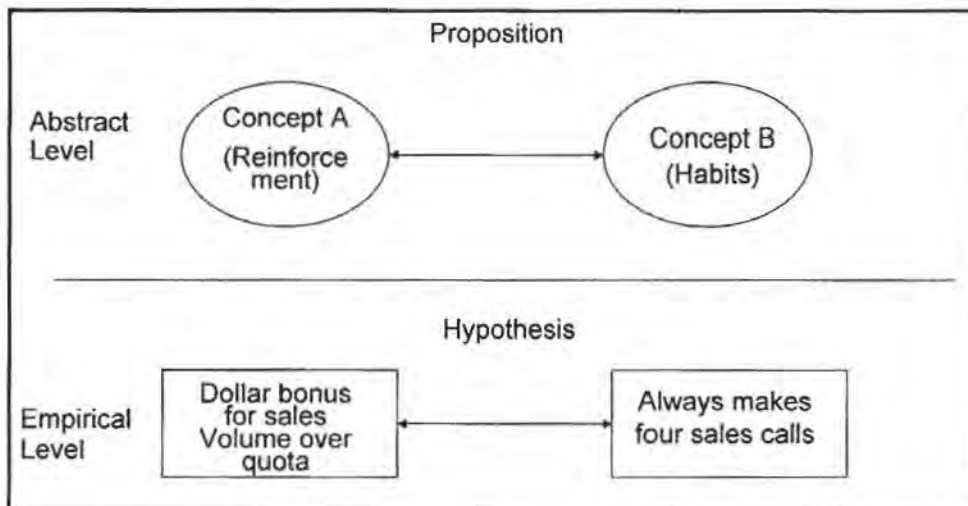 Proposition
Abstract
Level
Concept A
(Reinforce
ment)
Concept B
(Habits)
Hypothesis
Empirical
Level
Dollar bonus
for sales
Volume over
quota
Always makes
four sales calls